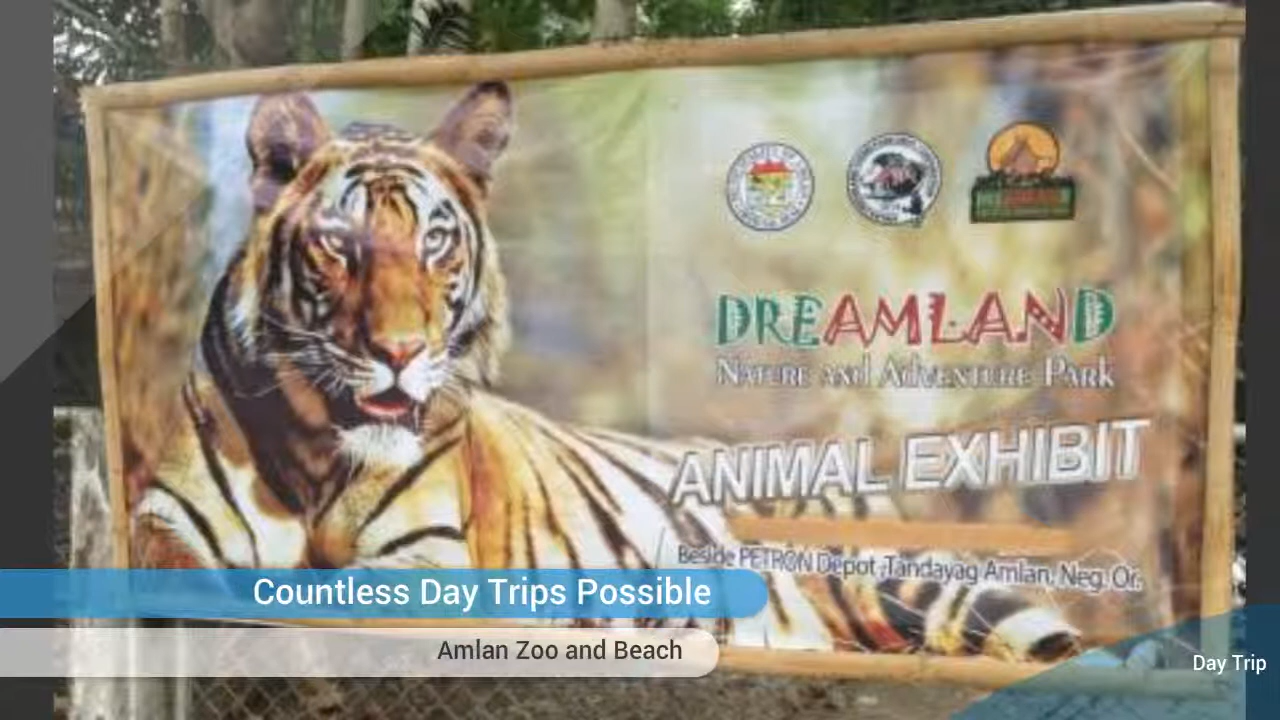 DREAMLAND
NATURE AND ADVENTURE PARK
ANIMAL EXHIBIT
Beside PETRON Depot, Tandayag Amlan, Neg. Or.
Countless Day Trips Possible
Amlan Zoo and Beach
Day Trip